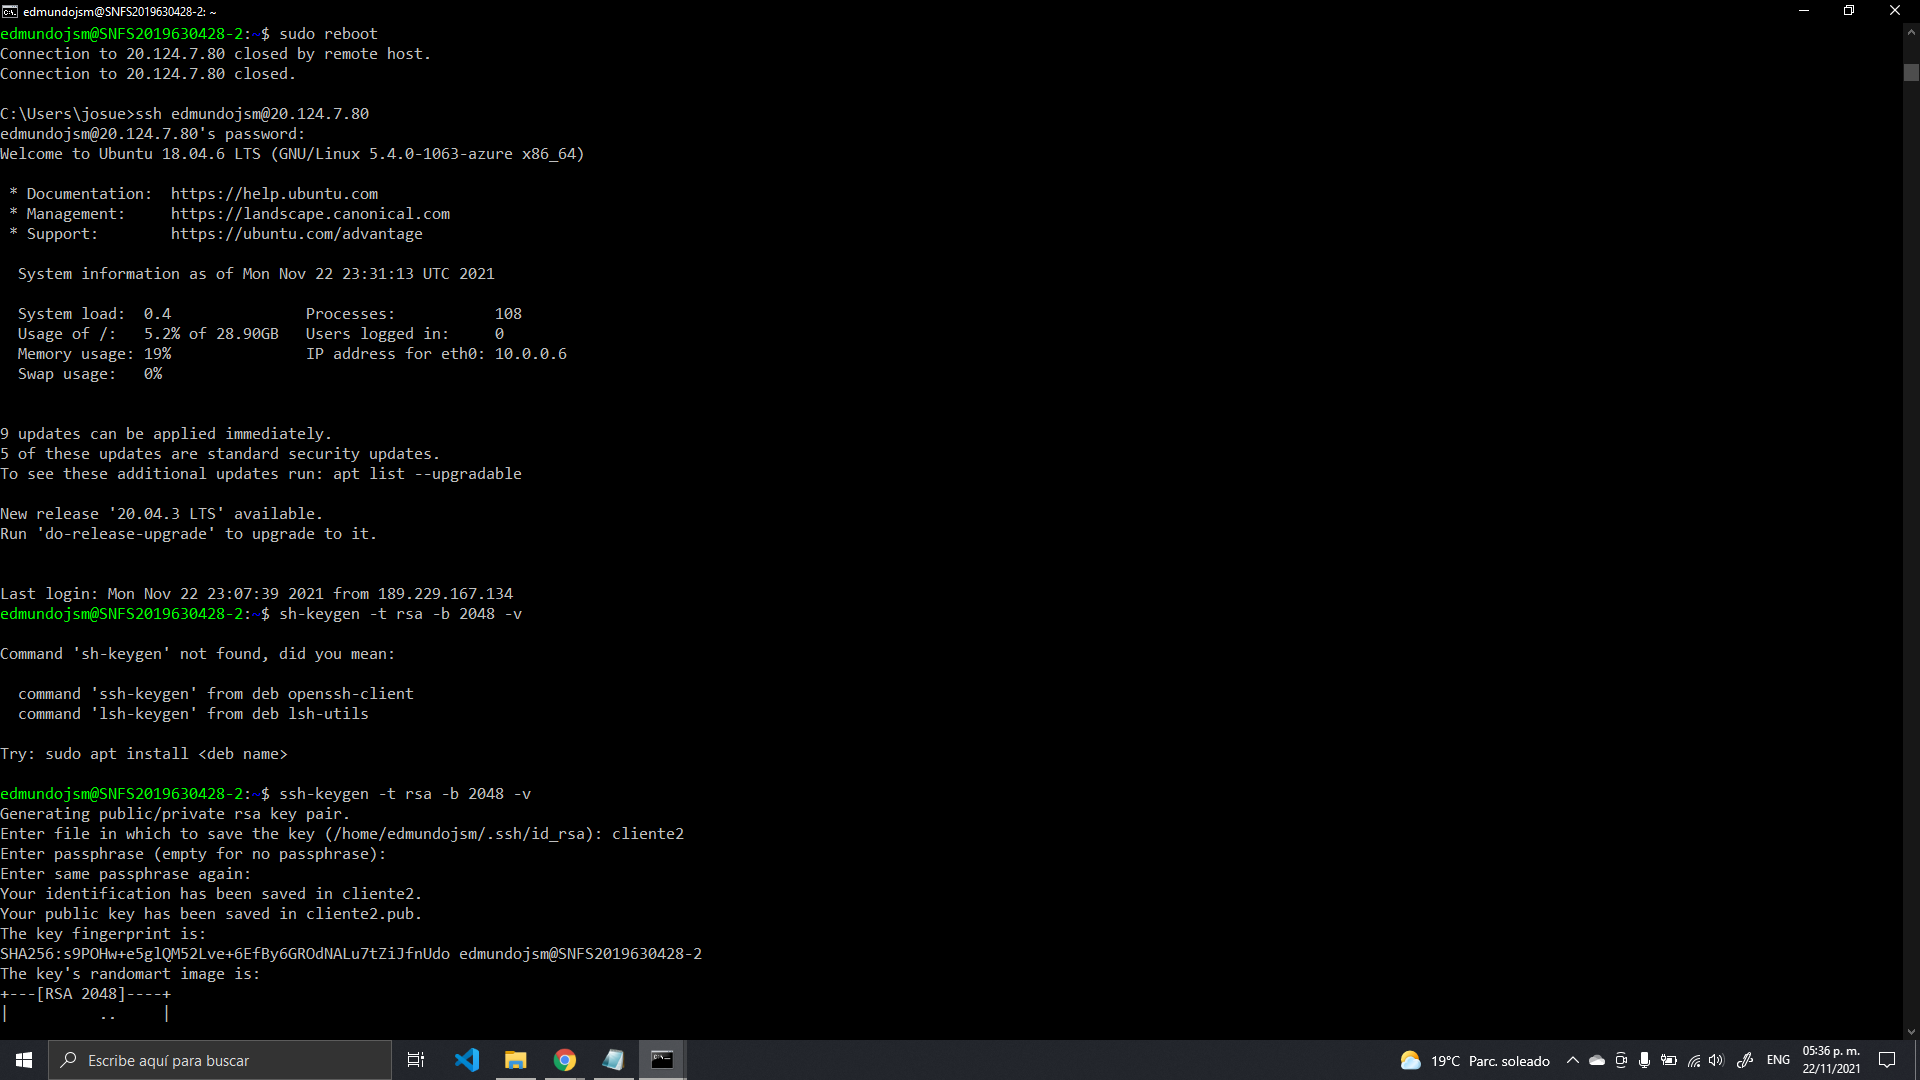 edmundojsm@SNFS2019630428-2: ~
edmundojsm@SNFS2019630428-2:~$ sudo reboot
Connection to 20.124.7.80 closed by remote host.
Connection to 20.124.7.80 closed.
C:\Users\josue>ssh edmundojsm@20.124.7.80
edmundojsm@20.124.7.80's password:
Welcome to Ubuntu 18.04.6 LTS (GNU/Linux 5.4.0-1063-azure x86_64)
* Documentation:  https://help.ubuntu.com
* Management:     https://landscape.canonical.com
* Support:        https://ubuntu.com/advantage
System information as of Mon Nov 22 23:31:13 UTC 2021
System load:  0.4               Processes:           108
Usage of /:   5.2% of 28.90GB   Users logged in:     0
Memory usage: 19%               IP address for eth0: 10.0.0.6
Swap usage:   0%
9 updates can be applied immediately.
5 of these updates are standard security updates.
To see these additional updates run: apt list --upgradable
New release '20.04.3 LTS' available.
Run 'do-release-upgrade' to upgrade to it.
Last login: Mon Nov 22 23:07:39 2021 from 189.229.167.134
edmundojsm@SNFS2019630428-2:~$ sh-keygen -t rsa -b 2048 -v
Command 'sh-keygen' not found, did you mean:
command 'ssh-keygen' from deb openssh-client
command 'lsh-keygen' from deb lsh-utils
Try: sudo apt install <deb name>
edmundojsm@SNFS2019630428-2:~$ ssh-keygen -t rsa -b 2048 -v
Generating public/private rsa key pair.
Enter file in which to save the key (/home/edmundojsm/.ssh/id_rsa): cliente2
Enter passphrase (empty for no passphrase):
Enter same passphrase again:
Your identification has been saved in cliente2.
Your public key has been saved in cliente2.pub.
The key fingerprint is:
SHA256:s9POHw+e5glQM52Lve+6EfBy6GROdNALu7tZiJfnUdo edmundojsm@SNFS2019630428-2
The key's randomart image is:
+---[RSA 2048]----+
|          ..     |
Escribe aquí para buscar
19°C Parc. soleado
ENG
05:36 p. m.
22/11/2021